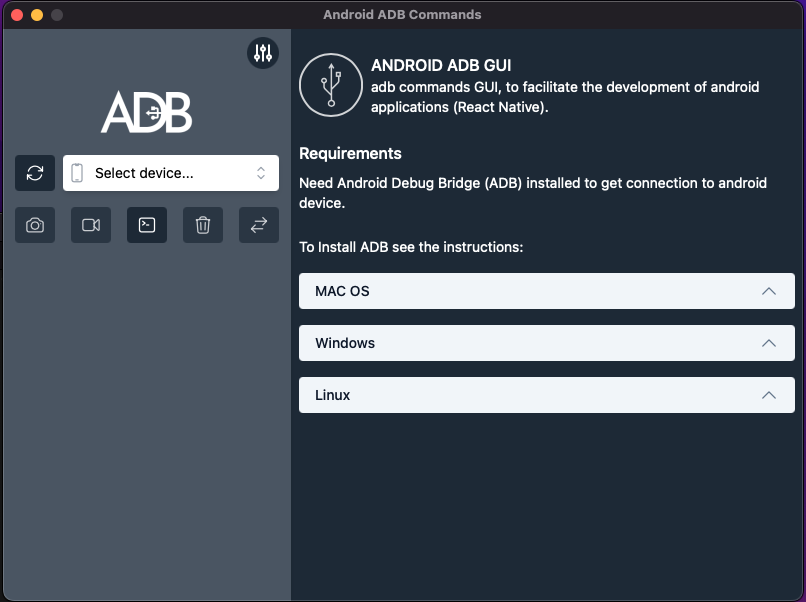 Android ADB Commands
ADB
Select device...
ANDROID ADB GUI
adb commands GUI, to facilitate the development of android
applications (React Native).
Requirements
Need Android Debug Bridge (ADB) installed to get connection to android
device.
To Install ADB see the instructions:
MAC OS
Windows
Linux